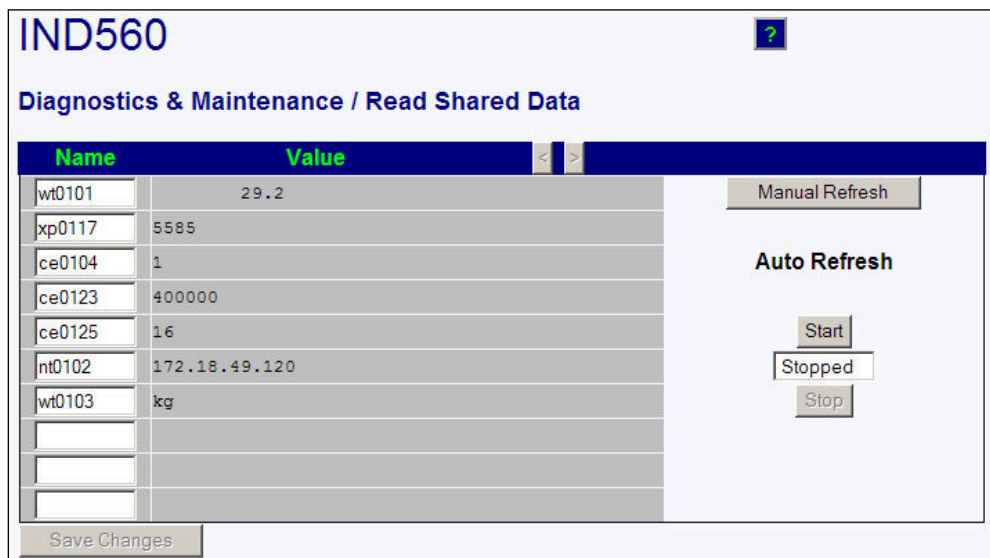 IND560 ?
Diagnostics & Maintenance / Read Shared Data
Name Value < >
wt0101 29.2 Manual Refresh
xp0117 5585
ce0104 1 Auto Refresh
ce0123 400000
ce0125 16 Start
nt0102 172.18.49.120 Stopped
wt0103 kg Stop
Save Changes